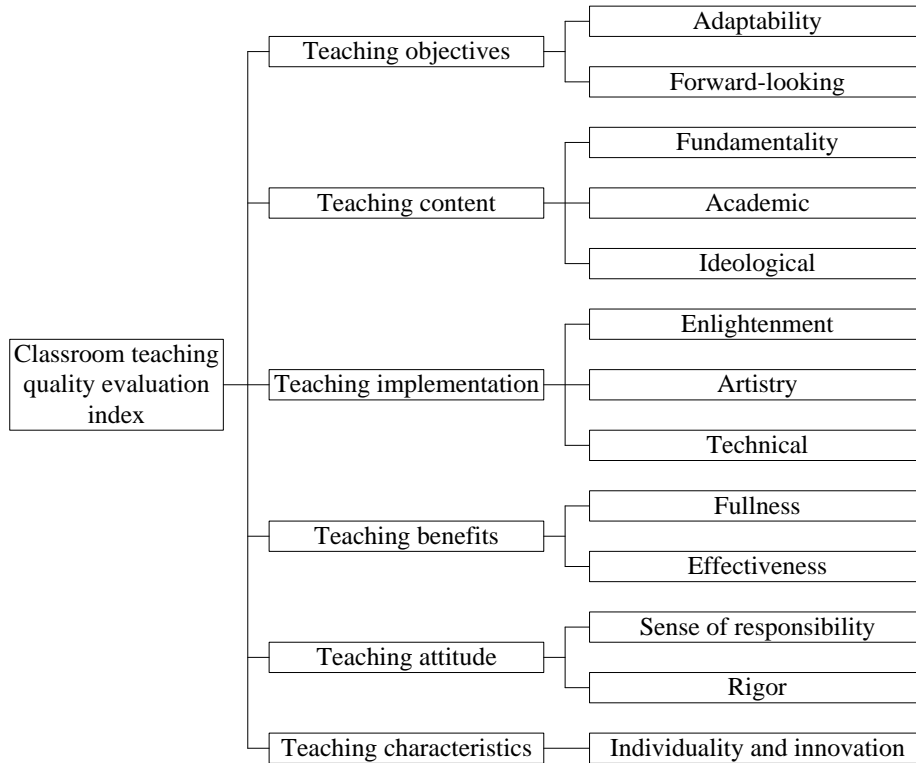 Classroom teaching
quality evaluation
index
Teaching objectives
Adaptability
Forward-looking
Teaching content
Fundamentality
Academic
Ideological
Teaching implementation
Enlightenment
Artistry
Technical
Teaching benefits
Fullness
Effectiveness
Teaching attitude
Sense of responsibility
Rigor
Teaching characteristics
Individuality and innovation